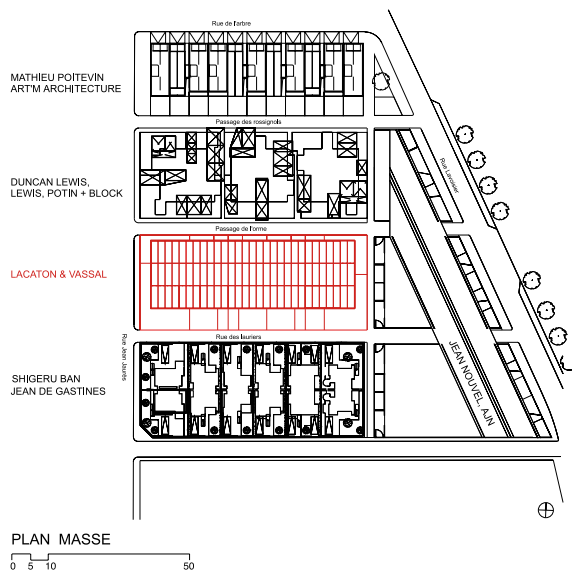 Rue de l'arbre
MATHIEU POITEVIN
ART'M ARCHITECTURE
Passage des rossignols
Rue Lavoisier
DUNCAN LEWIS,
LEWIS, POTIN + BLOCK
Passage de l'orme
LACATON & VASSAL
Rue des lauriers
Rue Jean Jaurès
JEAN NOUVEL, AJN
SHIGERU BAN
JEAN DE GASTINES
PLAN MASSE
0 5 10 50